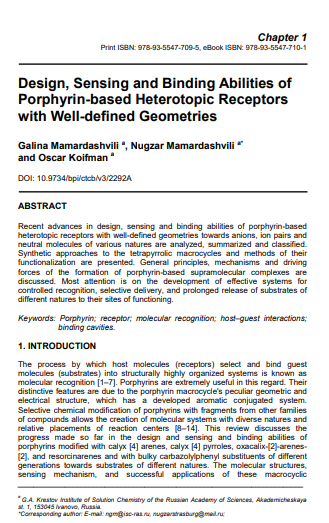 Chapter 1
Print ISBN: 978-93-5547-709-5, eBook ISBN: 978-93-5547-710-1
Design, Sensing and Binding Abilities of
Porphyrin-based Heterotopic Receptors
with Well-defined Geometries
Galina Mamardashvili ª, Nugzar Mamardashvili ª*
and Oscar Koifman ª
DOI: 10.9734/bpi/ctcb/v3/2292A
ABSTRACT
Recent advances in design, sensing and binding abilities of porphyrin-based
heterotopic receptors with well-defined geometries towards anions, ion pairs and
neutral molecules of various natures are analyzed, summarized and classified.
Synthetic approaches to the tetrapyrrolic macrocycles and methods of their
functionalization are presented. General principles, mechanisms and driving
forces of the formation of porphyrin-based supramolecular complexes are
discussed. Most attention is on the development of effective systems for
controlled recognition, selective delivery, and prolonged release of substrates of
different natures to their sites of functioning.
Keywords: Porphyrin; receptor; molecular recognition; host–guest interactions;
binding cavities.
1. INTRODUCTION
The process by which host molecules (receptors) select and bind guest
molecules (substrates) into structurally highly organized systems is known as
molecular recognition [1–7]. Porphyrins are extremely useful in this regard. Their
distinctive features are due to the porphyrin macrocycle's peculiar geometric and
electrical structure, which has a developed aromatic conjugated system.
Selective chemical modification of porphyrins with fragments from other families
of compounds allows the creation of molecular systems with diverse natures and
relative placements of reaction centers [8–14]. This review discusses the
progress made so far in the design and sensing and binding abilities of
porphyrins modified with calyx [4] arenes, calyx [4] pyrroles, oxacalix-[2]-arenes-
[2], and resorcinarenes and with bulky carbazolylphenyl substituents of different
generations towards substrates of different natures. The molecular structures,
sensing mechanism, and successful applications of these macrocyclic
ª G.A. Krestov Institute of Solution Chemistry of the Russian Academy of Sciences, Akademicheskaya
st. 1, 153045 Ivanovo, Russia.
*Corresponding author: E-mail: ngm@isc-ras.ru, nugzarstrasburg@mail.ru;